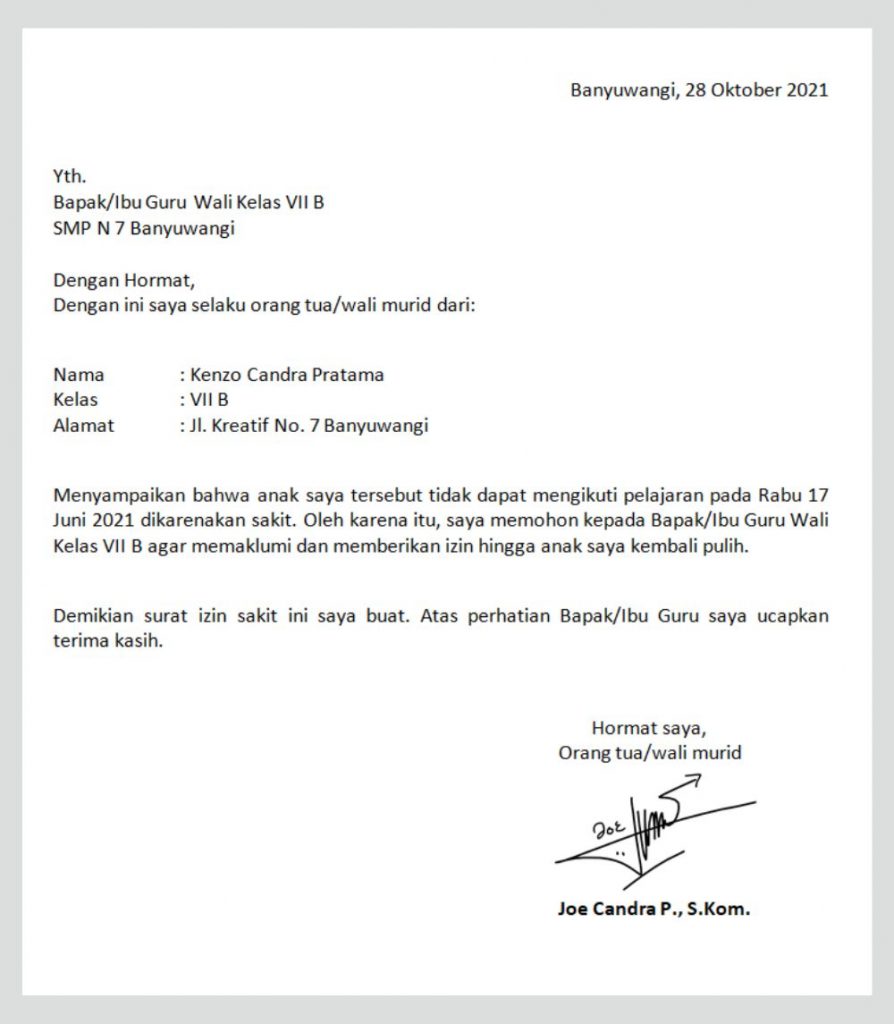 Banyuwangi, 28 Oktober 2021
Yth.
Bapak/Ibu Guru Wali Kelas VII B
SMP N 7 Banyuwangi
Dengan Hormat,
Dengan ini saya selaku orang tua/wali murid dari:
Nama : Kenzo Candra Pratama
Kelas : VII B
Alamat : Jl. Kreatif No. 7 Banyuwangi
Menyampaikan bahwa anak saya tersebut tidak dapat mengikuti pelajaran pada Rabu 17
Juni 2021 dikarenakan sakit. Oleh karena itu, saya memohon kepada Bapak/Ibu Guru Wali
Kelas VII B agar memaklumi dan memberikan izin hingga anak saya kembali pulih.
Demikian surat izin sakit ini saya buat. Atas perhatian Bapak/Ibu Guru saya ucapkan
terima kasih.
Hormat saya,
Orang tua/wali murid
Joe
Joe Candra P., S.Kom.